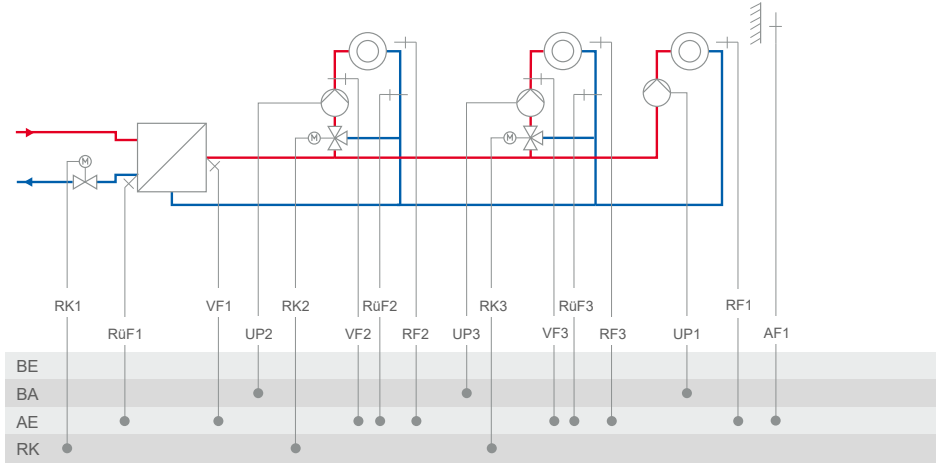 M
M
M
RK1
VF1
RK2
RüF2
RK3
RüF3
RF1
RüF1
UP2
VF2
RF2
UP3
VF3
RF3
UP1
AF1
BE
BA
AE
RK